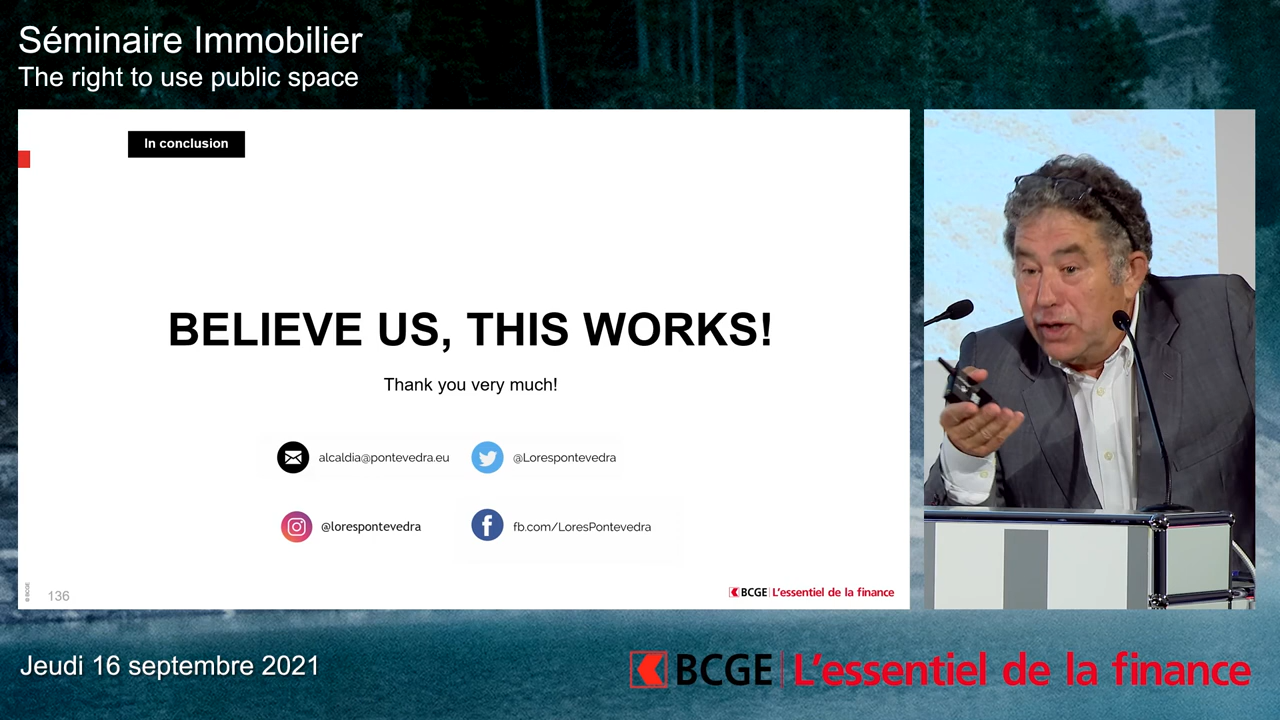 Séminaire Immobilier
The right to use public space
In conclusion
BELIEVE US, THIS WORKS!
Thank you very much!
alcaldia@pontevedra.eu
@Lorespontevedra
@lorespontevedra
fb.com/LoresPontevedra
© BCGE
136
BCGE L'essentiel de la finance
Jeudi 16 septembre 2021
BCGE L'essentiel de la finance